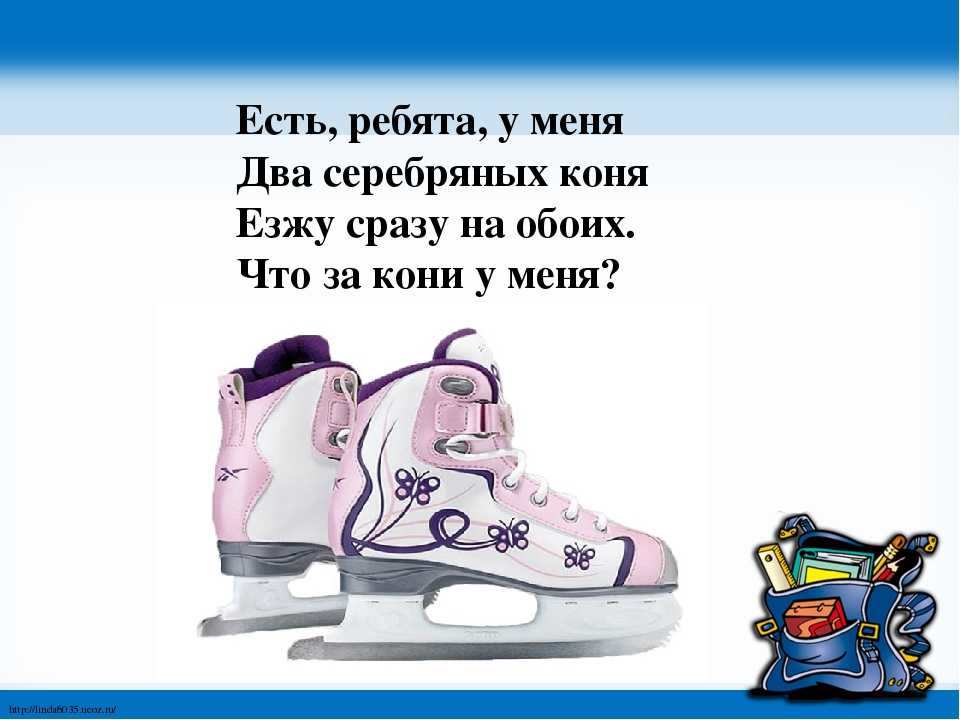 Есть, ребята, у меня
Два серебряных коня
Езжу сразу на обоих.
Что за кони у меня?
http://linda6035.ucoz.ru/